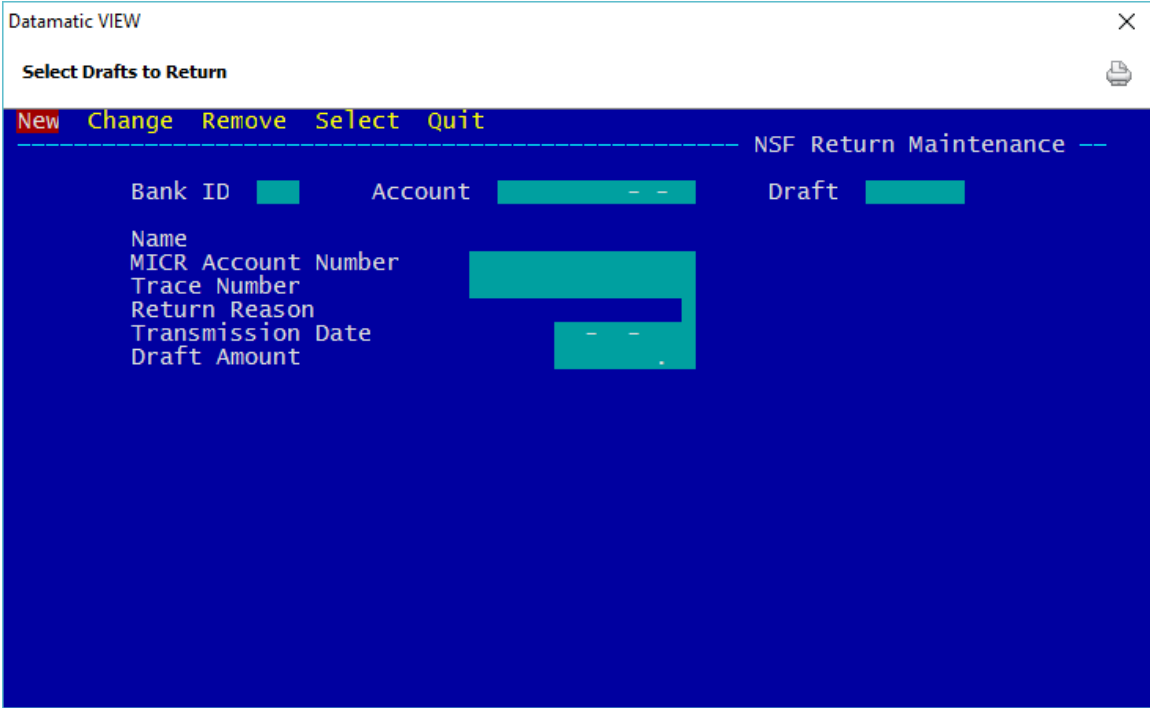 Datamatic VIEW
Select Drafts to Return
New Change Remove Select Quit
NSF Return Maintenance
Bank ID Account - - Draft
Name
MICR Account Number
Trace Number
Return Reason
Transmission Date - -
Draft Amount .